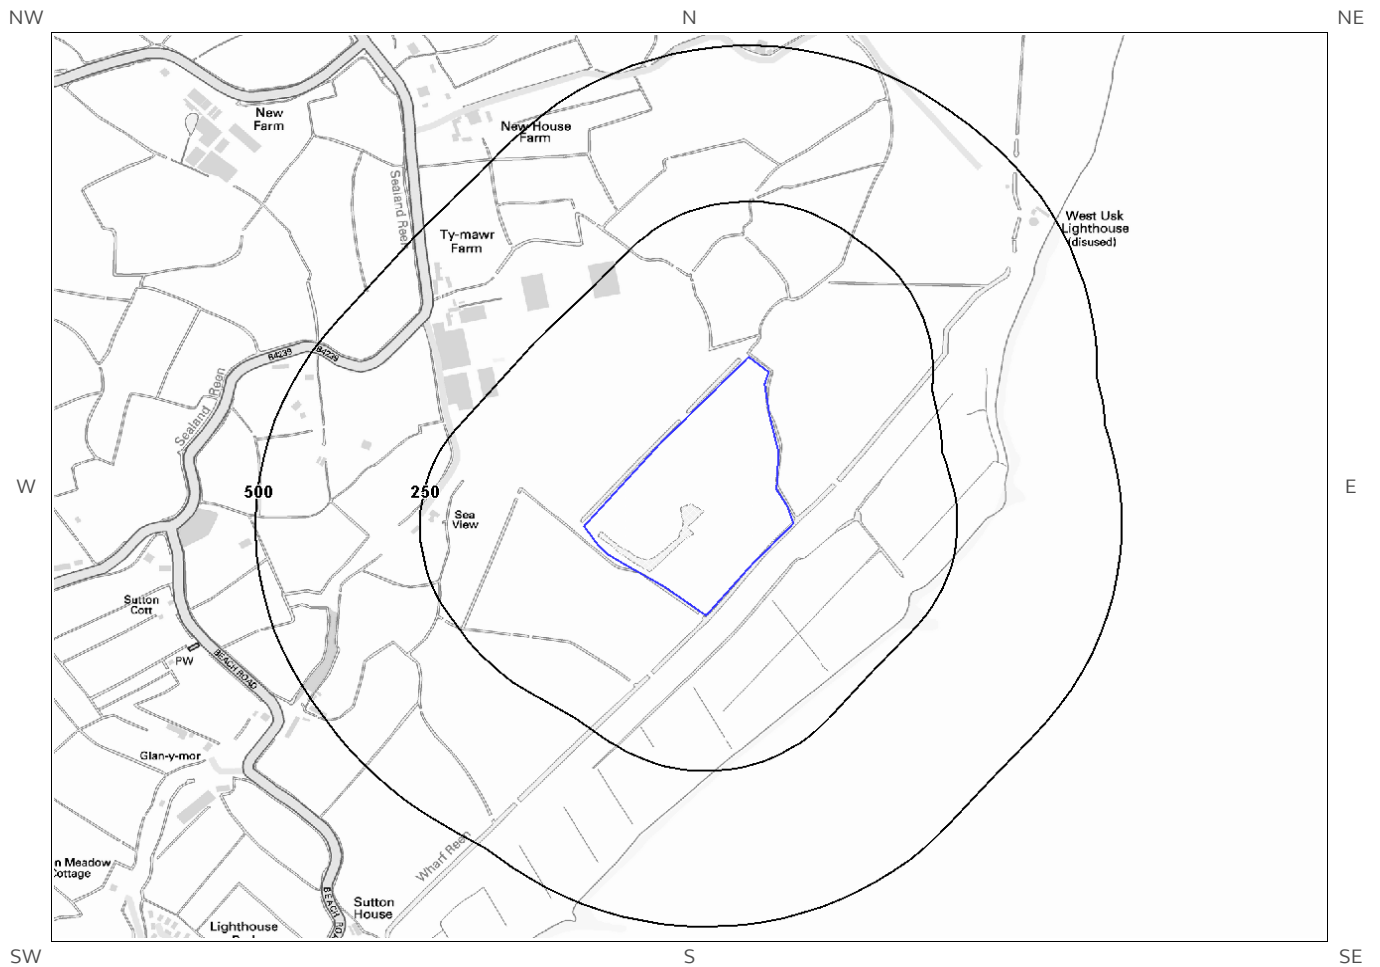 NW
N
NE
New
Farm
New House
Farm
Sealand Reen
West Usk
Lighthouse
(disused)
Ty-mawr
Farm
B4239
B4239
Sealand Reen
W
500
250
E
Sea
View
Sutton
Cott
PW
BEACH ROAD
Glan-y-mor
Wharf Reen
n Meadow
Cottage
BEACH ROA
Sutton
House
Lighthouse
SW
S
SE